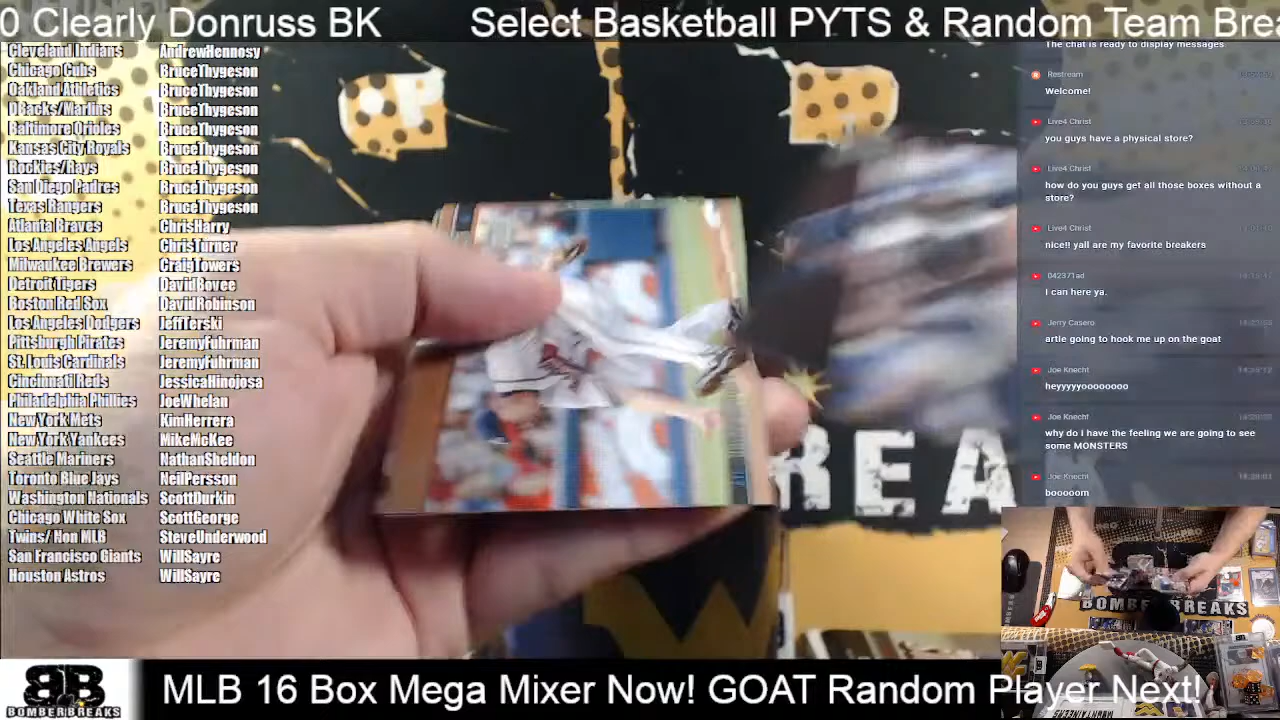 0 Clearly Donruss BK Select Basketball PYTS & Random Team Brea
Cleveland Indians AndrewHennosy
Chicago Cubs BruceThygeson
Oakland Athletics BruceThygeson
DBacks/Marlins BruceThygeson
Baltimore Orioles BruceThygeson
Kansas City Royals BruceThygeson
Rockies/Rays BruceThygeson
San Diego Padres BruceThygeson
Texas Rangers BruceThygeson
Atlanta Braves ChrisHarry
Los Angeles Angels ChrisTurner
Milwaukee Brewers CraigTowers
Detroit Tigers DavidBovee
Boston Red Sox DavidRobinson
Los Angeles Dodgers JeffTerski
Pittsburgh Pirates JeremyFuhrman
St. Louis Cardinals JeremyFuhrman
Cincinnati Reds JessicaHinojosa
Philadelphia Phillies JoeWhelan
New York Mets KimHerrera
New York Yankees MikeMcKee
Seattle Mariners NathanSheldon
Toronto Blue Jays NeilPersson
Washington Nationals ScottDurkin
Chicago White Sox ScottGeorge
Twins/ Non MLB SteveUnderwood
San Francisco Giants WillSayre
Houston Astros WillSayre
The chat is ready to display messages
Restream
Welcome!
Live4 Christ
you guys have a physical store?
Live4 Christ
how do you guys get all those boxes without a
store?
Live4 Christ
nice!! yall are my favorite breakers
042371ad
I can here ya.
Jerry Casero
artie going to hook me up on the goat
Joe Knecht
heyyyyoooooooo
Joe Knecht
why do i have the feeling we are going to see
some MONSTERS
Joe Knecht
booooom
REA
BOMBER BREAKS
BB
BOMBERBREAKS
MLB 16 Box Mega Mixer Now! GOAT Random Player Next!